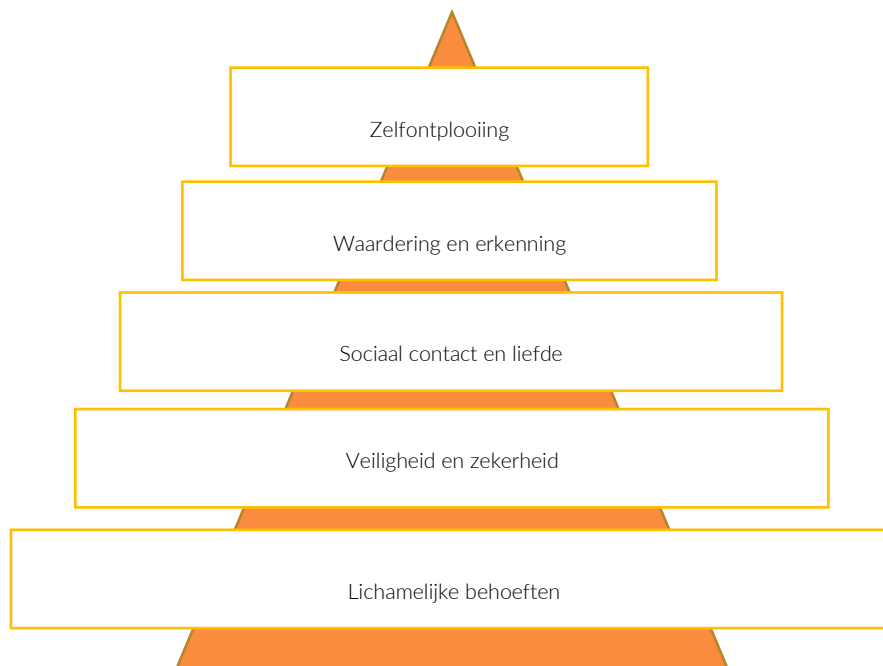 Zelfontplooiing
Waardering en erkenning
Sociaal contact en liefde
Veiligheid en zekerheid
Lichamelijke behoeften